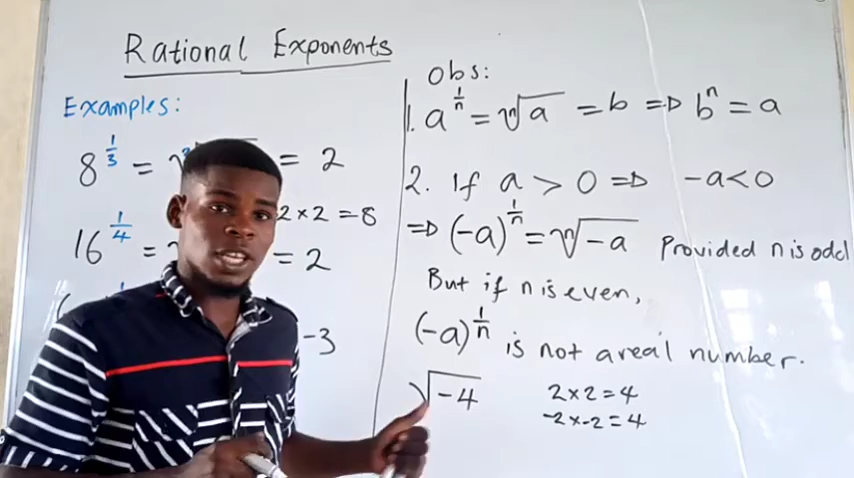 Rational Exponents
Examples:
8^(1/3) = ∛ = 2
2 × 2 = 8
16^(1/4) = = 2
-3
Obs:
1. a^(1/n) = ⁿ√a = b ⇒ bⁿ = a
2. If a > 0 ⇒ -a < 0
⇒ (-a)^(1/n) = ⁿ√-a Provided n is odd
But if n is even,
(-a)^(1/n) is not a real number.
√-4
2 × 2 = 4
-2 × -2 = 4